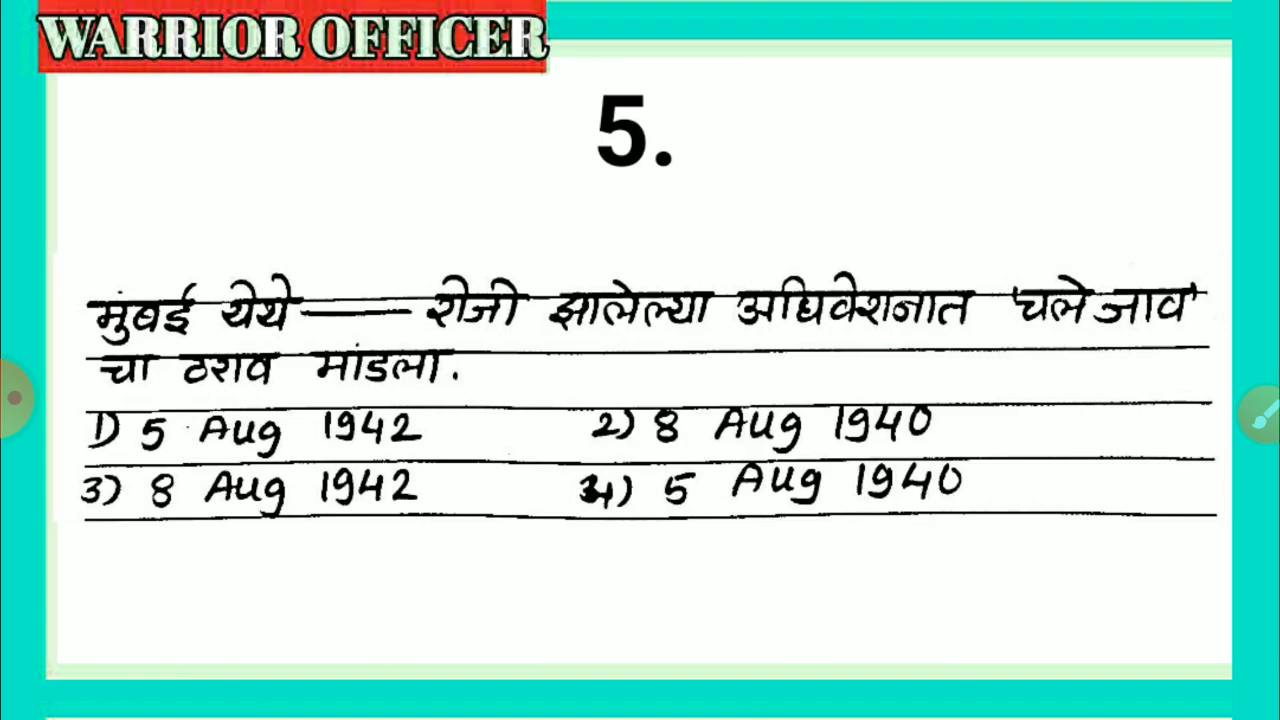 WARRIOR OFFICER
5.
मुंबई येथे —— रोजी झालेल्या अधिवेशनात 'चले जाव'
चा ठराव मांडला.
1) 5 Aug 1942 2) 8 Aug 1940
3) 8 Aug 1942 4) 5 Aug 1940